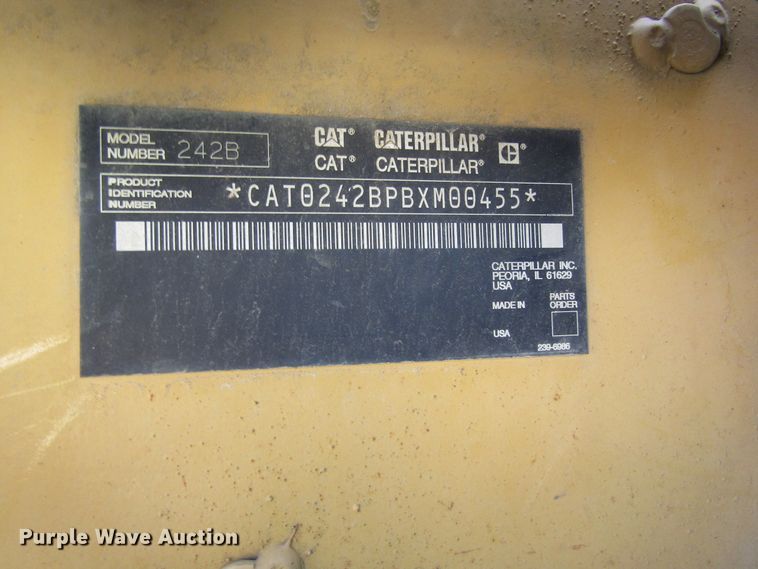 MODEL NUMBER 242B
CAT® CATERPILLAR®
CAT® CATERPILLAR® C®
PRODUCT IDENTIFICATION NUMBER *CAT0242BPBXM00455*
CATERPILLAR INC.
PEORIA, IL 61629
USA
MADE IN
USA
PARTS
ORDER
239-6986
Purple Wave Auction